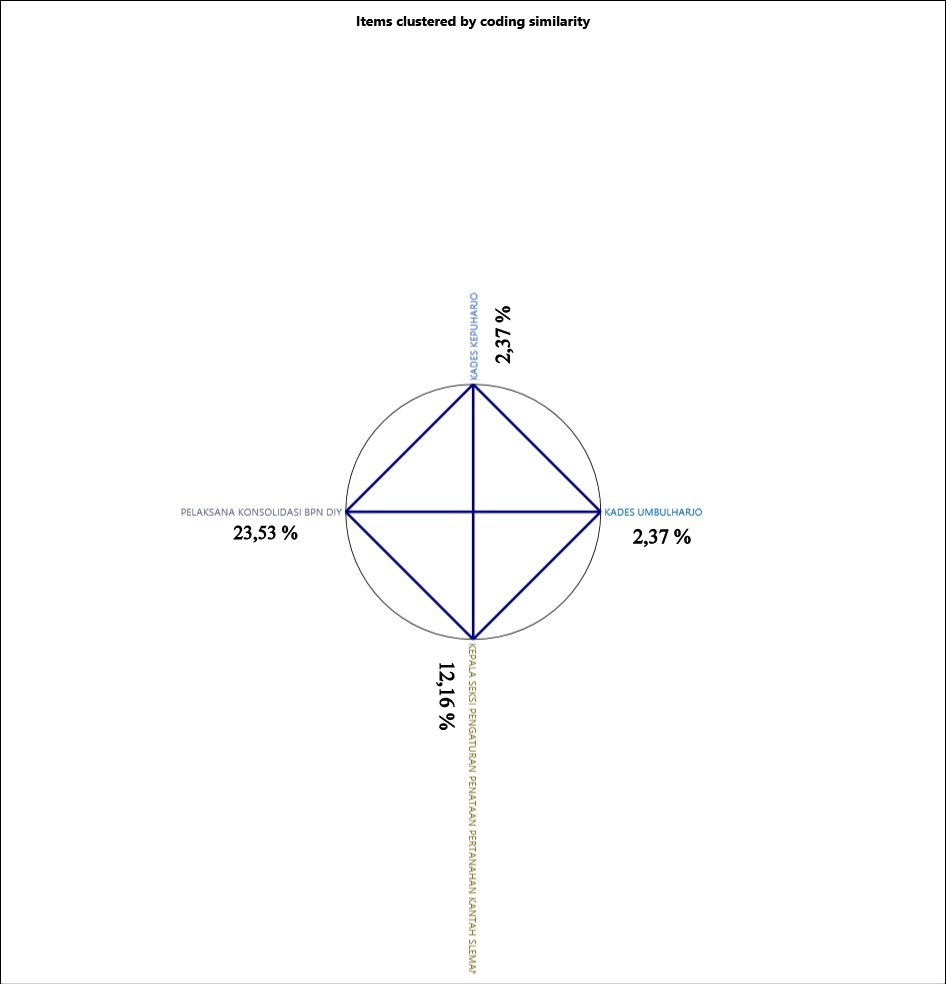 Items clustered by coding similarity
KADES KEPUHARJO
2,37 %
PELAKSANA KONSOLIDASI BPN DIY
23,53 %
KADES UMBULHARJO
2,37 %
12,16 %
KEPALA SEKSI PENGATURAN PENATAAN PERTANAHAN KANTAH